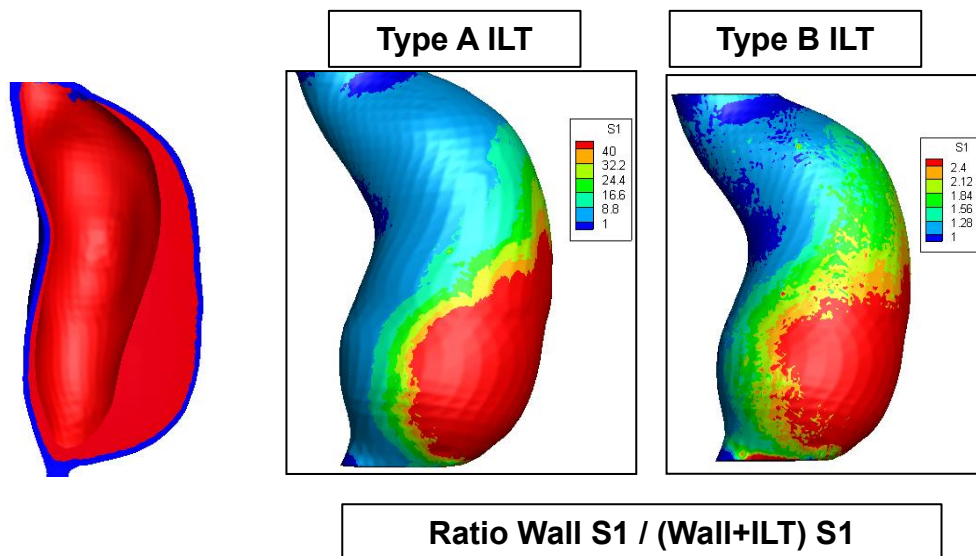 Type A ILT
Type B ILT
S1
40
32.2
24.4
16.6
8.8
1
S1
2.4
2.12
1.84
1.56
1.28
1
Ratio Wall S1 / (Wall+ILT) S1